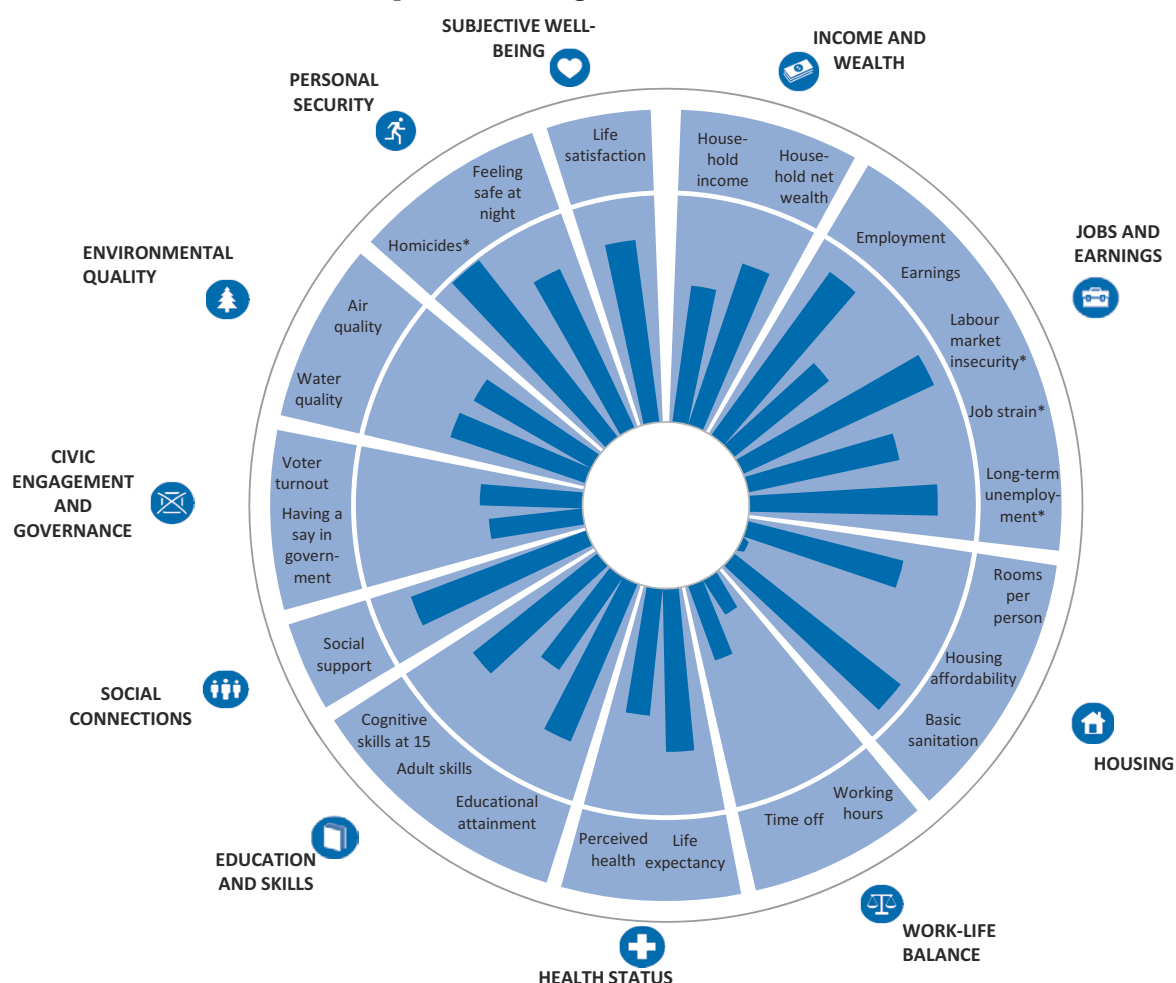 SUBJECTIVE WELL-
BEING
INCOME AND
WEALTH
PERSONAL
SECURITY
Life
satisfaction
House-
hold
income
House-
hold net
wealth
Feeling
safe at
night
Homicides*
Employment
Earnings
JOBS AND
EARNINGS
ENVIRONMENTAL
QUALITY
Air
quality
Water
quality
Labour
market
insecurity*
Job strain*
Long-term
unemploy-
ment*
CIVIC
ENGAGEMENT
AND
GOVERNANCE
Voter
turnout
Having a
say in
govern-
ment
Rooms
per
person
Housing
affordability
Basic
sanitation
HOUSING
Social
support
SOCIAL
CONNECTIONS
Cognitive
skills at 15
Adult skills
Educational
attainment
Perceived
health
Life
expectancy
Time off
Working
hours
EDUCATION
AND SKILLS
WORK-LIFE
BALANCE
HEALTH STATUS